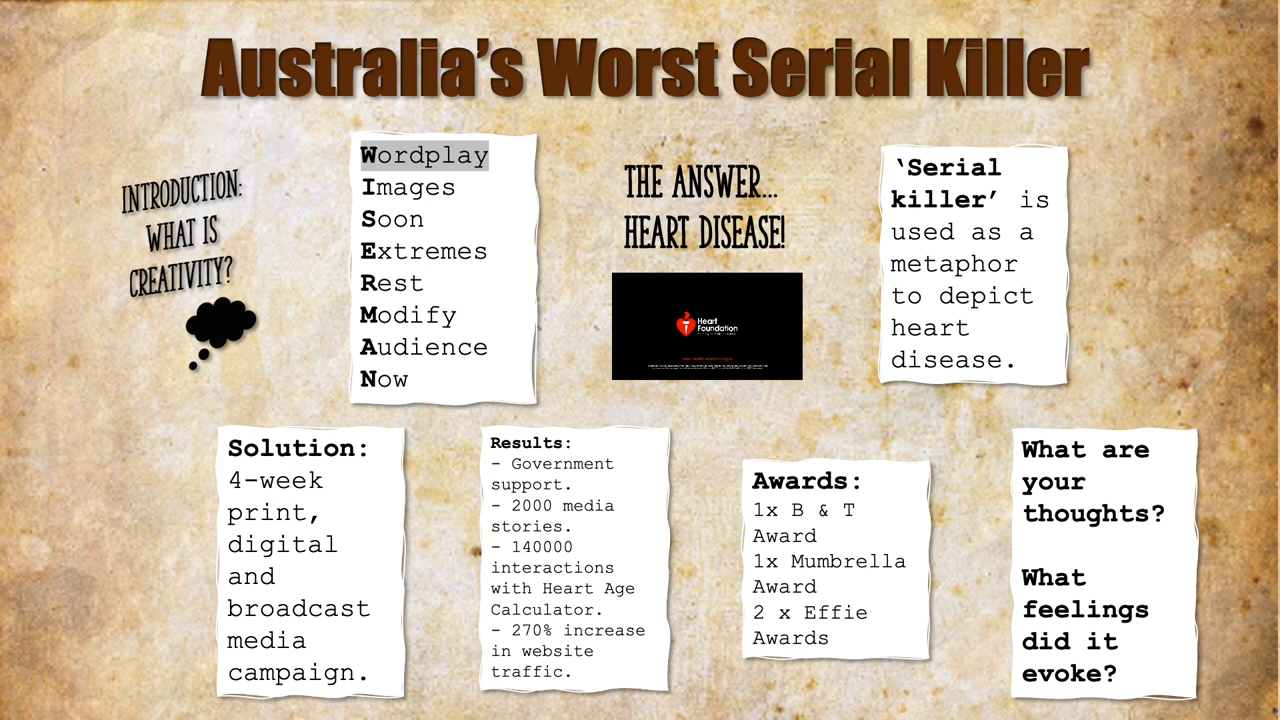 Australia's Worst Serial Killer
INTRODUCTION:
WHAT IS
CREATIVITY?
Wordplay
Images
Soon
Extremes
Rest
Modify
Audience
Now
THE ANSWER...
HEART DISEASE!
Heart
Foundation
‘Serial
killer’ is
used as a
metaphor
to depict
heart
disease.
Solution:
4-week
print,
digital
and
broadcast
media
campaign.
Results:
- Government
support.
- 2000 media
stories.
- 140000
interactions
with Heart Age
Calculator.
- 270% increase
in website
traffic.
Awards:
1x B & T
Award
1x Mumbrella
Award
2 x Effie
Awards
What are
your
thoughts?
What
feelings
did it
evoke?